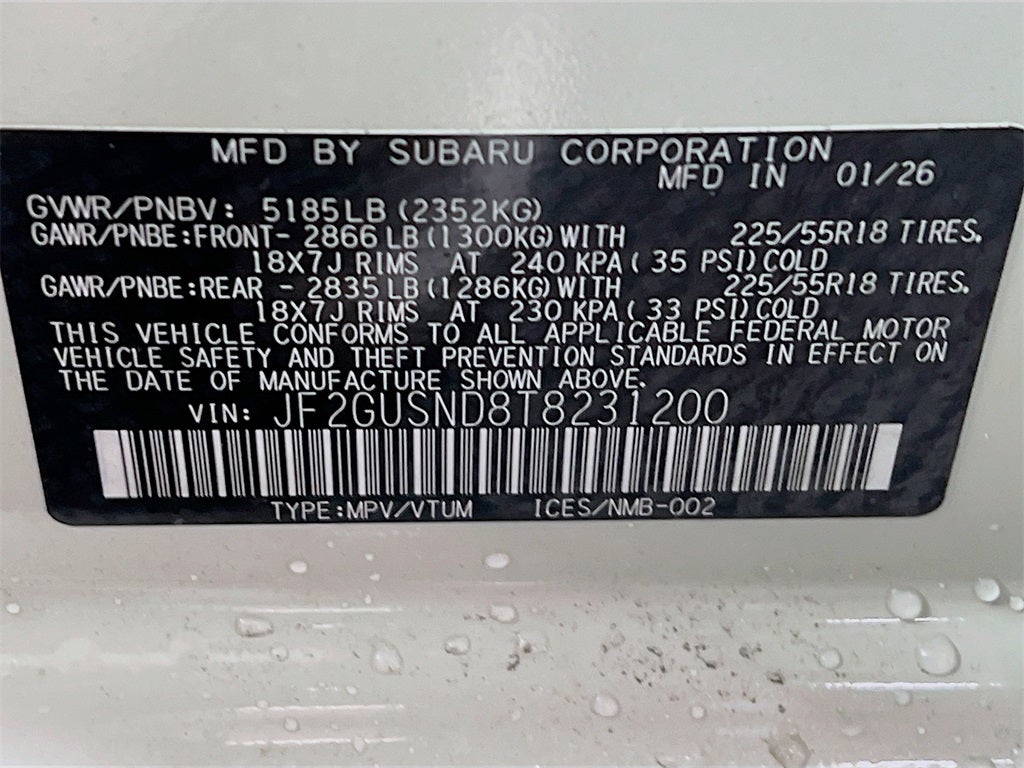 MFD BY SUBARU CORPORATION
MFD IN 01/26
GVWR/PNBV: 5185LB (2352KG)
GAWR/PNBE:FRONT- 2866 LB (1300KG) WITH 225/55R18 TIRES.
18X7J RIMS AT 240 KPA ( 35 PSI) COLD
GAWR/PNBE:REAR - 2835 LB (1286KG) WITH 225/55R18 TIRES.
18X7J RIMS AT 230 KPA ( 33 PSI) COLD
THIS VEHICLE CONFORMS TO ALL APPLICABLE FEDERAL MOTOR
VEHICLE SAFETY AND THEFT PREVENTION STANDARDS IN EFFECT ON
THE DATE OF MANUFACTURE SHOWN ABOVE.
VIN: JF2GUSND8T8231200
TYPE:MPV/VTUM ICES/NMB-002